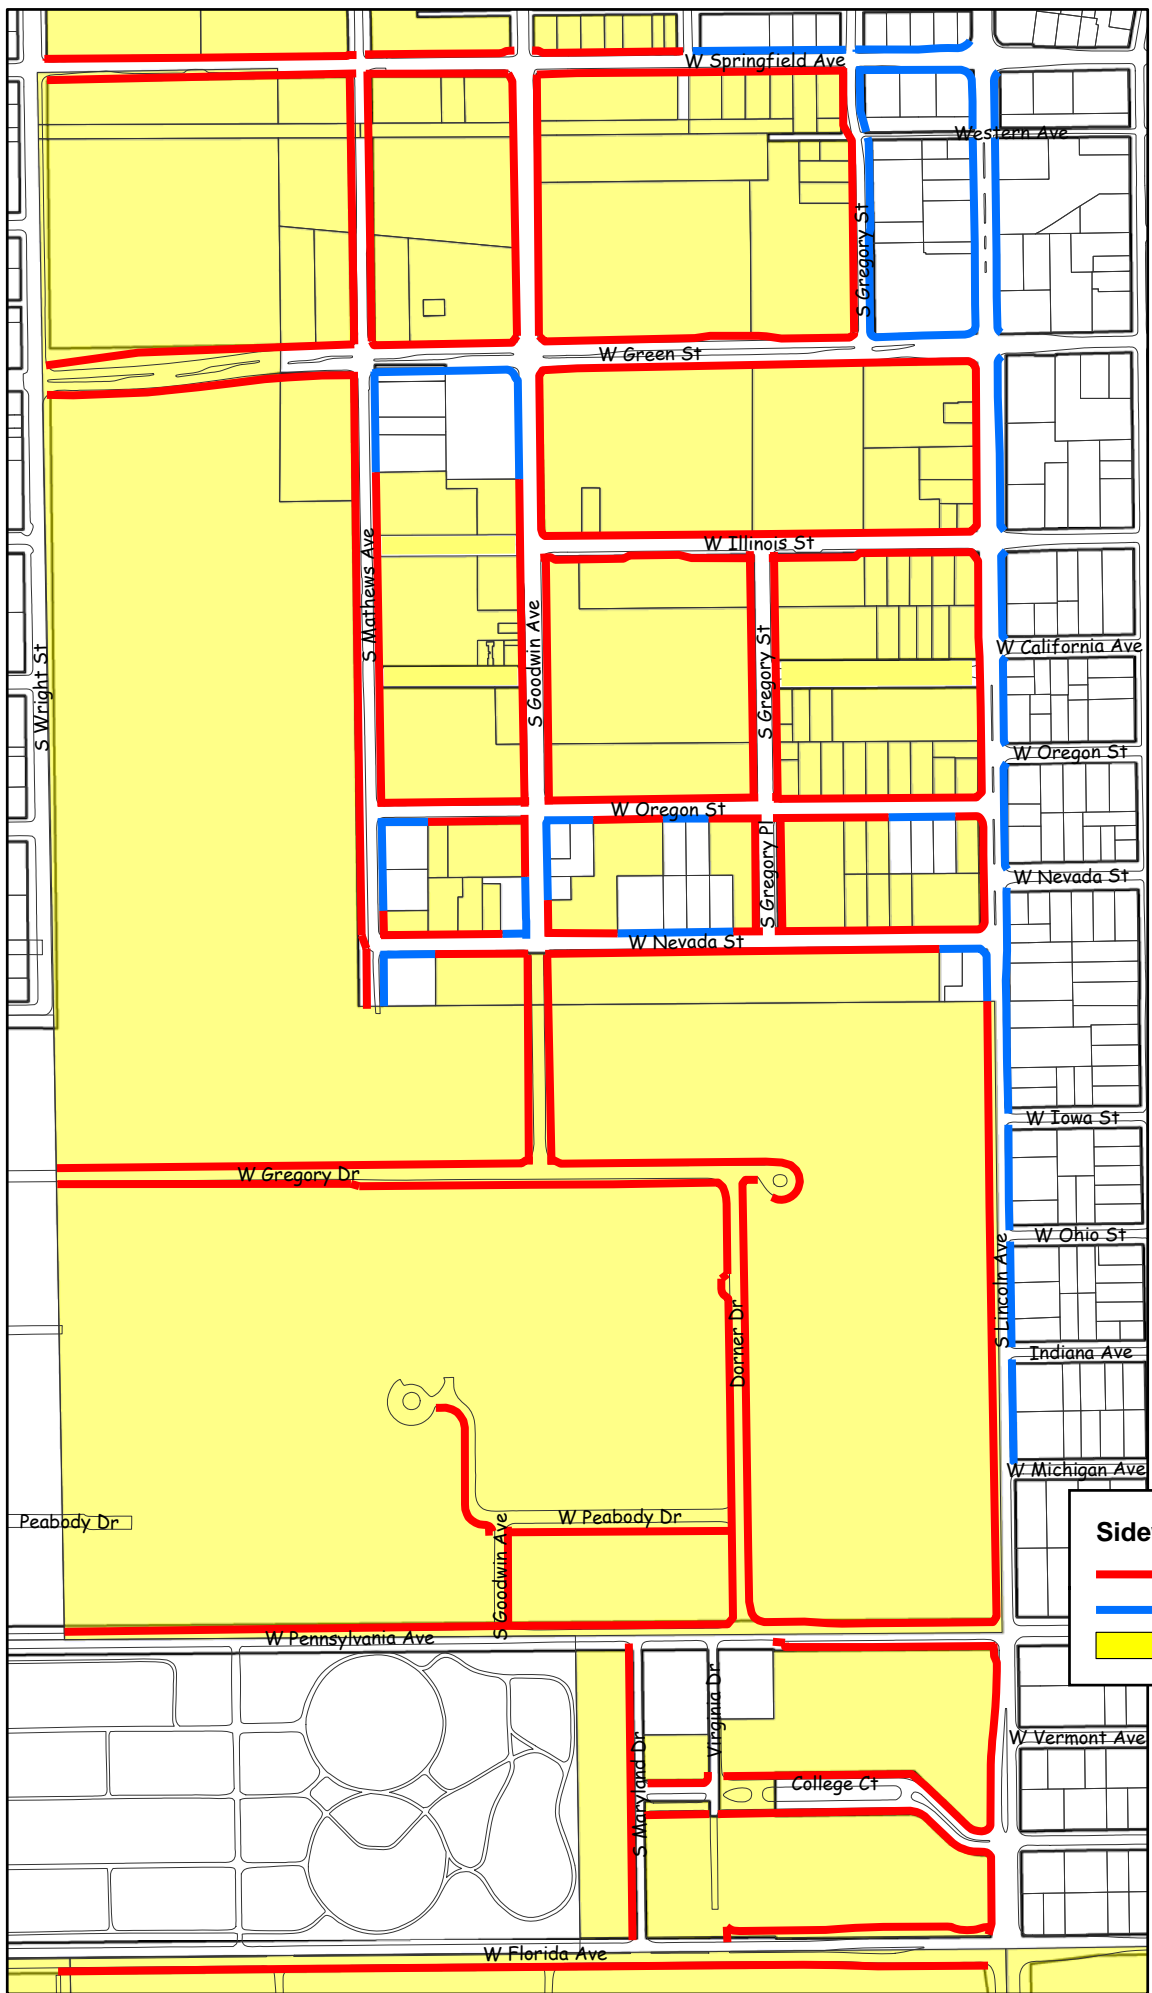 W Springfield Ave
Western Ave
S Gregory St
W Green St
W Illinois St
S Mathews Ave
S Goodwin Ave
S Gregory St
W California Ave
S Wright St
W Oregon St
W Oregon St
S Gregory Pl
W Nevada St
W Nevada St
W Iowa St
W Gregory Dr
W Ohio St
S Lincoln Ave
Dorner Dr
Indiana Ave
W Michigan Ave
Peabody Dr
W Peabody Dr
S Goodwin Ave
Side
W Pennsylvania Ave
Virginia Dr
W Vermont Ave
S Maryland Dr
College Ct
W Florida Ave